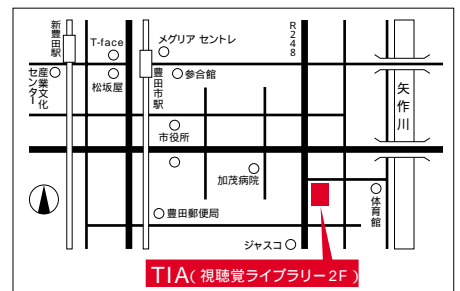 新豊田駅
T-face
メグリア セントレ
R248
産業文化
センター
松坂屋
豊田市駅
参合館
矢作川
市役所
加茂病院
体育館
豊田郵便局
ジャスコ
TIA(視聴覚ライブラリー2F)